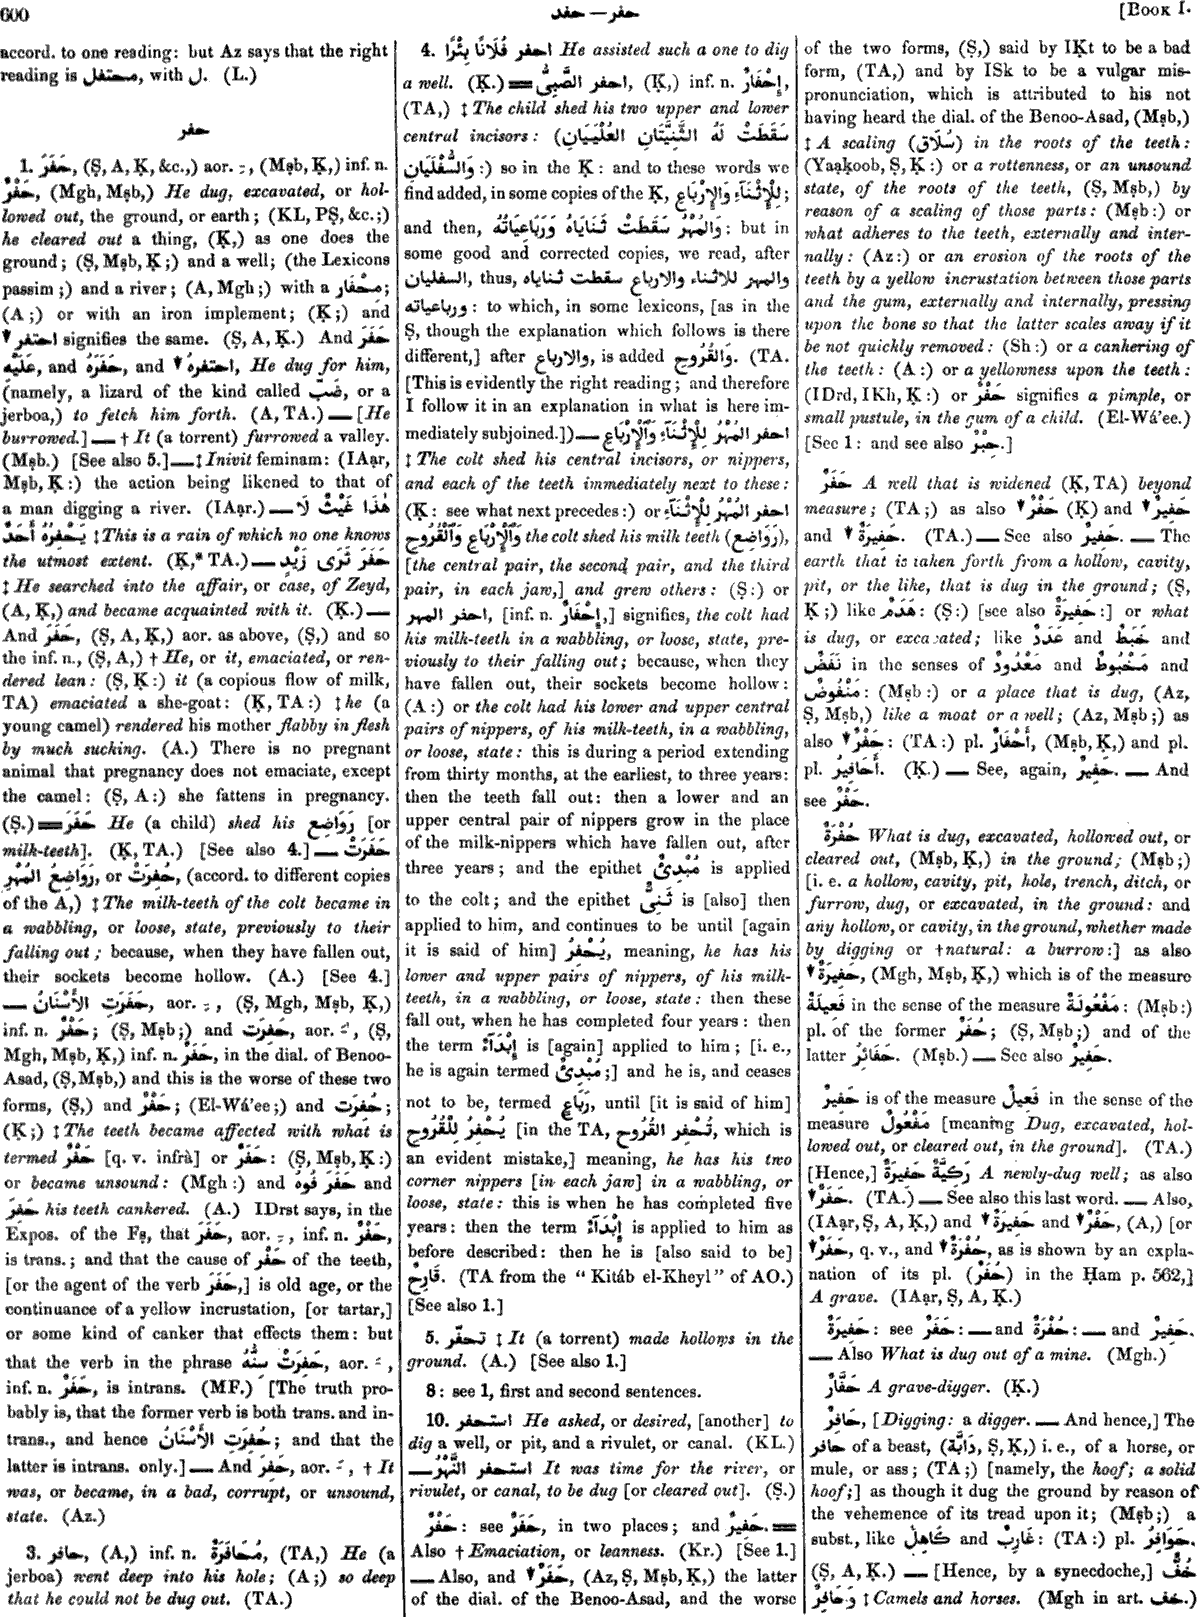 600
حفر — حفد
[BOOK I.
accord. to one reading: but Az says that the right
reading is محتفل, with ل. (L.)
حفر
1. حَفَرَ, (Ṣ, A, Ḳ, &c.,) aor. ـِ, (Mṣb, Ḳ,) inf. n.
حَفْرٌ, (Mgh, Mṣb,) He dug, excavated, or hol-
lowed out, the ground, or earth; (KL, PṢ, &c.;)
he cleared out a thing, (Ḳ,) as one does the
ground; (Ṣ, Mṣb, Ḳ;) and a well; (the Lexicons
passim;) and a river; (A, Mgh;) with a مِحْفَار;
(A;) or with an iron implement; (Ḳ;) and
▼ احتفر signifies the same. (Ṣ, A, Ḳ.) And حَفَرَ
عَلَيْهِ, and حَفَرَهُ, and ▼ احتفرهُ, He dug for him,
(namely, a lizard of the kind called ضَبّ, or a
jerboa,) to fetch him forth. (A, TA.) — [He
burrowed.] — † It (a torrent) furrowed a valley.
(Mṣb.) [See also 5.] — ‡ Inivit feminam: (IAạr,
Mṣb, Ḳ:) the action being likened to that of
a man digging a river. (IAạr.) — هٰذَا غَيْثٌ لَا
يَحْفِرُهُ أَحَدٌ ‡ This is a rain of which no one knows
the utmost extent. (Ḳ,* TA.) — حَفَرَ ثَرَى زَيْدٍ
‡ He searched into the affair, or case, of Zeyd,
(A, Ḳ,) and became acquainted with it. (Ḳ.) —
And حَفَرَ, (Ṣ, A, Ḳ,) aor. as above, (Ṣ,) and so
the inf. n., (Ṣ, A,) † He, or it, emaciated, or ren-
dered lean: (Ṣ, Ḳ:) it (a copious flow of milk,
TA) emaciated a she-goat: (Ḳ, TA:) ‡ he (a
young camel) rendered his mother flabby in flesh
by much sucking. (A.) There is no pregnant
animal that pregnancy does not emaciate, except
the camel: (Ṣ, A:) she fattens in pregnancy.
(Ṣ.) ══ حَفَرَ He (a child) shed his رَوَاضِع [or
milk-teeth]. (Ḳ, TA.) [See also 4.] — حَفَرَتْ
رَوَاضِعُ المُهْرِ, or حَفِرَتْ, (accord. to different copies
of the A,) ‡ The milk-teeth of the colt became in
a wabbling, or loose, state, previously to their
falling out; because, when they have fallen out,
their sockets become hollow. (A.) [See 4.]
— حَفَرَتِ الأَسْنَانُ, aor. ـِ, (Ṣ, Mgh, Mṣb, Ḳ,)
inf. n. حَفْرٌ; (Ṣ, Mṣb;) and حَفِرَت, aor. ـَ, (Ṣ,
Mgh, Mṣb, Ḳ,) inf. n. حَفَرٌ, in the dial. of Benoo-
Asad, (Ṣ, Mṣb,) and this is the worse of these two
forms, (Ṣ,) and حَفْرٌ; (El-Wá'ee;) and حُفِرَت;
(Ḳ;) ‡ The teeth became affected with what is
termed حَفْرٌ [q. v. infrà] or حَفَرٌ: (Ṣ, Mṣb, Ḳ:)
or became unsound: (Mgh:) and حَفَرَ فُوهُ and
حَفِرَ his teeth cankered. (A.) IDrst says, in the
Expos. of the Fṣ, that حَفَرَ, aor. ـِ, inf. n. حَفْرٌ,
is trans.; and that the cause of حَفْر of the teeth,
[or the agent of the verb حَفَرَ,] is old age, or the
continuance of a yellow incrustation, [or tartar,]
or some kind of canker that effects them: but
that the verb in the phrase حَفِرَتْ سِنُّهُ, aor. ـَ,
inf. n. حَفَرٌ, is intrans. (MF.) [The truth pro-
bably is, that the former verb is both trans. and in-
trans., and hence حَفَرَتِ الأَسْنَانُ; and that the
latter is intrans. only.] — And حَفِرَ, aor. ـَ, † It
was, or became, in a bad, corrupt, or unsound,
state. (Az.)
3. حافر, (A,) inf. n. مُحَافَرَةٌ, (TA,) He (a
jerboa) went deep into his hole; (A;) so deep
that he could not be dug out. (TA.)
4. احفر فُلَانًا بِئْرًا He assisted such a one to dig
a well. (Ḳ.) ══ احفر الصَّبِىُّ, (Ḳ,) inf. n. إِحْفَارٌ,
(TA,) ‡ The child shed his two upper and lower
central incisors: (سَقَطَتْ لَهُ الثَّنِيَّتَانِ العُلْيَيَانِ
وَالسُّفْلَيَانِ:) so in the Ḳ: and to these words we
find added, in some copies of the Ḳ, لِلْإِثْنَآءِ وَالإِرْبَاعِ;
and then, وَالمُهْرُ سَقَطَتْ ثَنَايَاهُ وَرَبَاعِيَاتُهُ: but in
some good and corrected copies, we read, after
السفليان, thus, والمهر للاثناء والارباع سقطت ثناياه
ورباعياته: to which, in some lexicons, [as in the
Ṣ, though the explanation which follows is there
different,] after والارباع, is added وَالقُرُوحِ. (TA.
[This is evidently the right reading; and therefore
I follow it in an explanation in what is here im-
mediately subjoined.]) — احفر المُهْرُ لِلْإِثْنَآءِ وَالْإِرْبَاعِ
‡ The colt shed his central incisors, or nippers,
and each of the teeth immediately next to these:
(Ḳ: see what next precedes:) or احفر المُهْرُ لِلْإِثْنَآءِ
وَالْإِرْبَاعِ وَالْقُرُوحِ the colt shed his milk teeth (رَوَاضِع),
[the central pair, the second pair, and the third
pair, in each jaw,] and grew others: (Ṣ:) or
احفر المهر, [inf. n. إِحْفَارٌ,] signifies, the colt had
his milk-teeth in a wabbling, or loose, state, pre-
viously to their falling out; because, when they
have fallen out, their sockets become hollow:
(A:) or the colt had his lower and upper central
pairs of nippers, of his milk-teeth, in a wabbling,
or loose, state: this is during a period extending
from thirty months, at the earliest, to three years:
then the teeth fall out: then a lower and an
upper central pair of nippers grow in the place
of the milk-nippers which have fallen out, after
three years; and the epithet مُبْدِئٌ is applied
to the colt; and the epithet ثَنِىٌّ is [also] then
applied to him, and continues to be until [again
it is said of him] يُحْفِرُ, meaning, he has his
lower and upper pairs of nippers, of his milk-
teeth, in a wabbling, or loose, state: then these
fall out, when he has completed four years: then
the term إِبْدَآءٌ is [again] applied to him; [i. e.,
he is again termed مُبْدِئٌ;] and he is, and ceases
not to be, termed رَبَاعٍ, until [it is said of him]
يُحْفِرُ لِلْقُرُوحِ [in the TA, تُحْفِر القُرُوح, which is
an evident mistake,] meaning, he has his two
corner nippers [in each jaw] in a wabbling, or
loose, state: this is when he has completed five
years: then the term إِبْدَآءٌ is applied to him as
before described: then he is [also said to be]
قَارِحٌ. (TA from the “Kitáb el-Kheyl” of AO.)
[See also 1.]
5. تحفّر ‡ It (a torrent) made hollows in the
ground. (A.) [See also 1.]
8: see 1, first and second sentences.
10. استحفر He asked, or desired, [another] to
dig a well, or pit, and a rivulet, or canal. (KL.)
— استحفر النَّهْرُ It was time for the river, or
rivulet, or canal, to be dug [or cleared out]. (Ṣ.)
حَفْرٌ: see حَفَرٌ, in two places; and حَفِيرٌ. ══
Also † Emaciation, or leanness. (Kr.) [See 1.]
— Also, and ▼ حَفَرٌ, (Az, Ṣ, Mṣb, Ḳ,) the latter
of the dial. of the Benoo-Asad, and the worse
of the two forms, (Ṣ,) said by IḲt to be a bad
form, (TA,) and by ISk to be a vulgar mis-
pronunciation, which is attributed to his not
having heard the dial. of the Benoo-Asad, (Mṣb,)
‡ A scaling (سُلَاق) in the roots of the teeth:
(Yaạḳoob, Ṣ, Ḳ:) or a rottenness, or an unsound
state, of the roots of the teeth, (Ṣ, Mṣb,) by
reason of a scaling of those parts: (Mṣb:) or
what adheres to the teeth, externally and inter-
nally: (Az:) or an erosion of the roots of the
teeth by a yellow incrustation between those parts
and the gum, externally and internally, pressing
upon the bone so that the latter scales away if it
be not quickly removed: (Sh:) or a cankering of
the teeth: (A:) or a yellowness upon the teeth:
(IDrd, IKh, Ḳ:) or حَفْرٌ signifies a pimple, or
small pustule, in the gum of a child. (El-Wá'ee.)
[See 1: and see also حِبْرٌ.]
حَفَرٌ A well that is widened (Ḳ, TA) beyond
measure; (TA;) as also ▼ حَفْرٌ (Ḳ) and ▼ حَفِيرٌ
and ▼ حَفِيرَةٌ. (TA.) — See also حَفِيرٌ. — The
earth that is taken forth from a hollow, cavity,
pit, or the like, that is dug in the ground; (Ṣ,
Ḳ;) like هَدَمٌ: (Ṣ:) [see also حَفِيرَةٌ:] or what
is dug, or excavated; like عَدَدٌ and خَبَطٌ and
نَفَضٌ in the senses of مَعْدُودٌ and مَخْبُوطٌ and
مَنْفُوضٌ: (Mṣb:) or a place that is dug, (Az,
Ṣ, Mṣb,) like a moat or a well; (Az, Mṣb;) as
also ▼ حَفْرٌ: (TA:) pl. أَحْفَارٌ, (Mṣb, Ḳ,) and pl.
pl. أَحَافِيرُ. (Ḳ.) — See, again, حَفِيرٌ. — And
see حَفْرٌ.
حُفْرَةٌ What is dug, excavated, hollowed out, or
cleared out, (Mṣb, Ḳ,) in the ground; (Mṣb;)
[i. e. a hollow, cavity, pit, hole, trench, ditch, or
furrow, dug, or excavated, in the ground: and
any hollow, or cavity, in the ground, whether made
by digging or † natural: a burrow:] as also
▼ حَفِيرَةٌ, (Mgh, Mṣb, Ḳ,) which is of the measure
فَعِيلَةٌ in the sense of the measure مَفْعُولَةٌ: (Mṣb:)
pl. of the former حُفَرٌ; (Ṣ, Mṣb;) and of the
latter حَفَائِرُ. (Mṣb.) — See also حَفِيرٌ.
حَفِيرٌ is of the measure فَعِيلٌ in the sense of the
measure مَفْعُولٌ [meaning Dug, excavated, hol-
lowed out, or cleared out, in the ground]. (TA.)
[Hence,] رَكِيَّةٌ حَفِيرَةٌ A newly-dug well; as also
▼ حَفَرٌ. (TA.) — See also this last word. — Also,
(IAạr, Ṣ, A, Ḳ,) and ▼ حَفِيرَةٌ and ▼ حَفْرٌ, (A,) [or
▼ حَفَرٌ, q. v., and ▼ حُفْرَةٌ, as is shown by an expla-
nation of its pl. (حُفَرٌ) in the Ḥam p. 562,]
A grave. (IAạr, Ṣ, A, Ḳ.)
حَفِيرَةٌ: see حَفَرٌ: — and حُفْرَةٌ: — and حَفِيرٌ.
— Also What is dug out of a mine. (Mgh.)
حَفَّارٌ A grave-digger. (Ḳ.)
حَافِرٌ, [Digging: a digger. — And hence,] The
حافر of a beast, (دَابَّة, Ṣ, Ḳ,) i. e., of a horse, or
mule, or ass; (TA;) [namely, the hoof; a solid
hoof;] as though it dug the ground by reason of
the vehemence of its tread upon it; (Mṣb;) a
subst., like كَاهِلٌ and غَارِبٌ: (TA:) pl. حَوَافِرُ.
(Ṣ, A, Ḳ.) — [Hence, by a synecdoche,] خُفٌّ
وَحَافِرٌ ‡ Camels and horses. (Mgh in art. خف.)